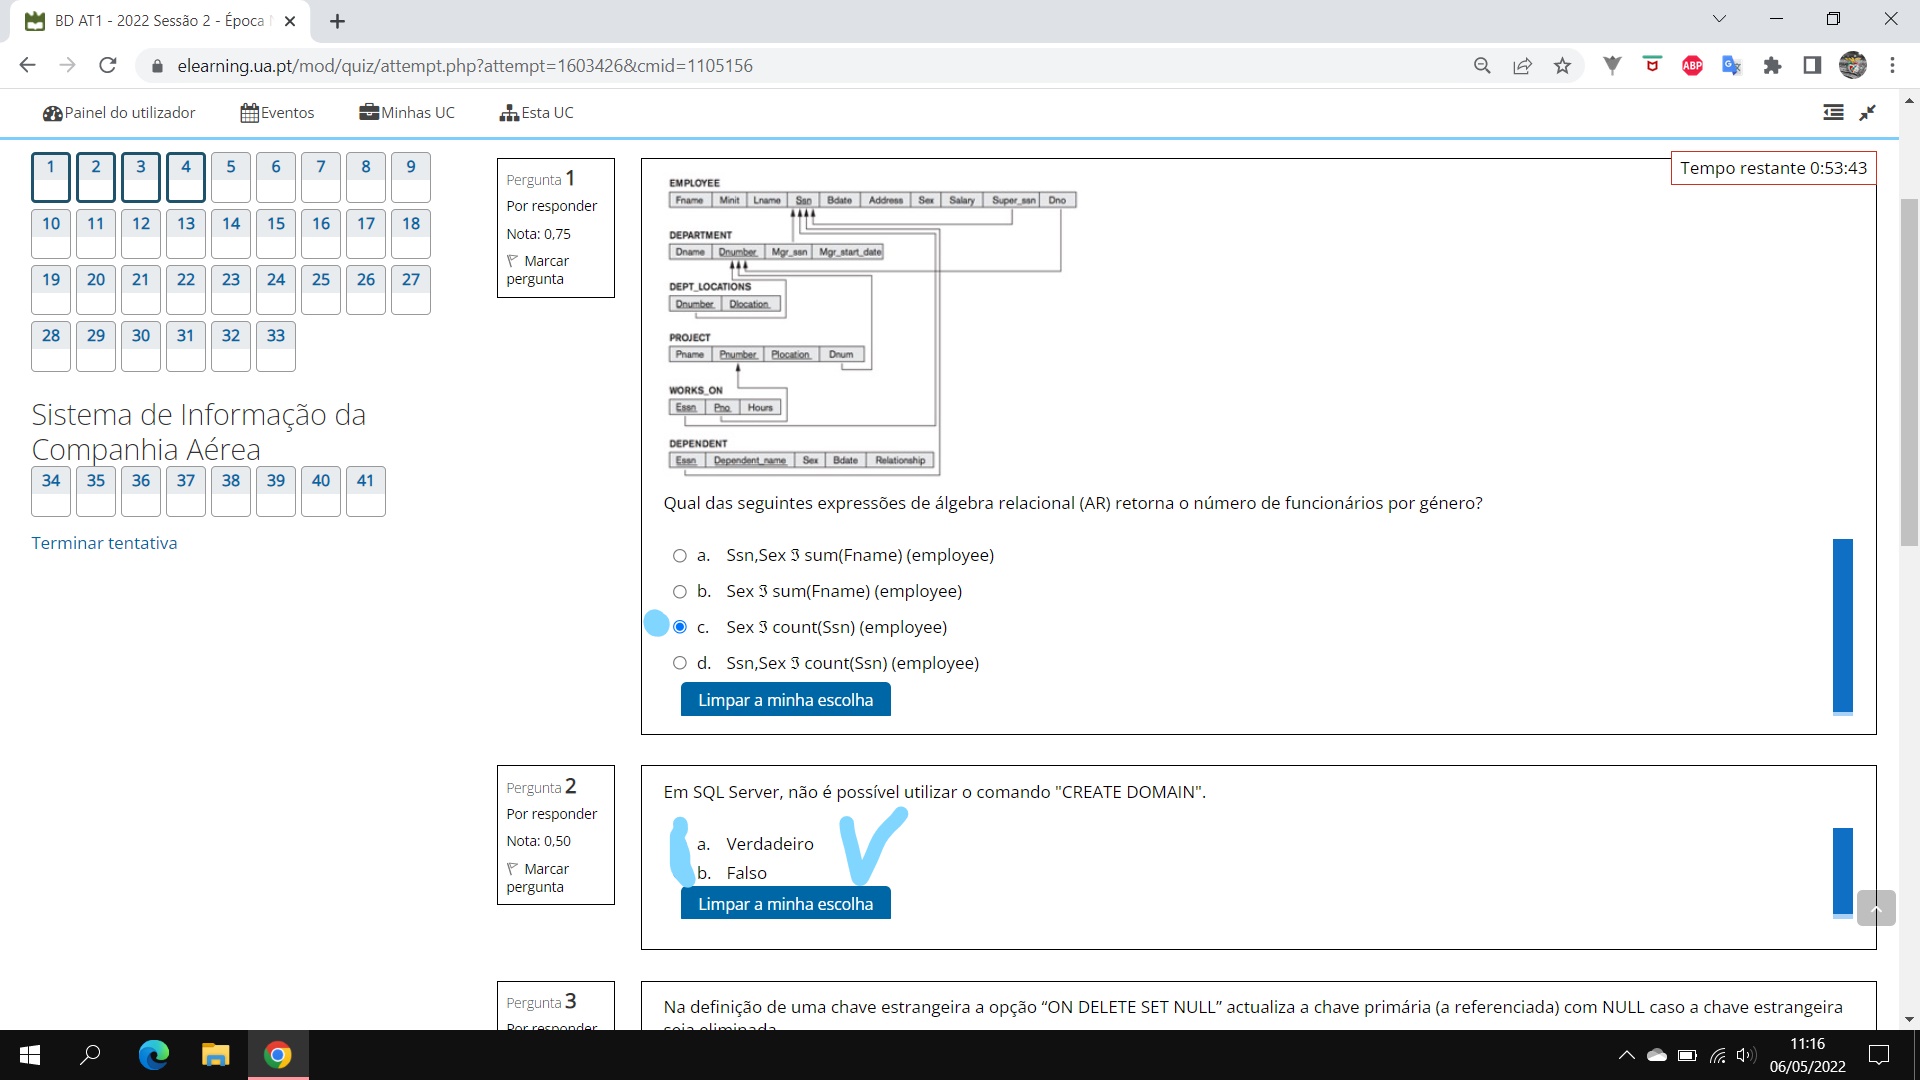 BD AT1 - 2022 Sessão 2 - Época
elearning.ua.pt/mod/quiz/attempt.php?attempt=1603426&cmid=1105156
ABP
Painel do utilizador Eventos Minhas UC Esta UC
1 2 3 4 5 6 7 8 9
10 11 12 13 14 15 16 17 18
19 20 21 22 23 24 25 26 27
28 29 30 31 32 33
Sistema de Informação da
Companhia Aérea
34 35 36 37 38 39 40 41
Terminar tentativa
Pergunta 1
Por responder
Nota: 0,75
Marcar
pergunta
Tempo restante 0:53:43
EMPLOYEE
Fname Minit Lname Ssn Bdate Address Sex Salary Super_ssn Dno
DEPARTMENT
Dname Dnumber Mgr_ssn Mgr_start_date
DEPT_LOCATIONS
Dnumber Dlocation
PROJECT
Pname Pnumber Plocation Dnum
WORKS_ON
Essn Pno Hours
DEPENDENT
Essn Dependent_name Sex Bdate Relationship
Qual das seguintes expressões de álgebra relacional (AR) retorna o número de funcionários por género?
a. Ssn,Sex ℑ sum(Fname) (employee)
b. Sex ℑ sum(Fname) (employee)
c. Sex ℑ count(Ssn) (employee)
d. Ssn,Sex ℑ count(Ssn) (employee)
Limpar a minha escolha
Pergunta 2
Por responder
Nota: 0,50
Marcar
pergunta
Em SQL Server, não é possível utilizar o comando "CREATE DOMAIN".
a. Verdadeiro
b. Falso
Limpar a minha escolha
Pergunta 3
Por responder
Na definição de uma chave estrangeira a opção “ON DELETE SET NULL” actualiza a chave primária (a referenciada) com NULL caso a chave estrangeira
seja eliminada
11:16
06/05/2022